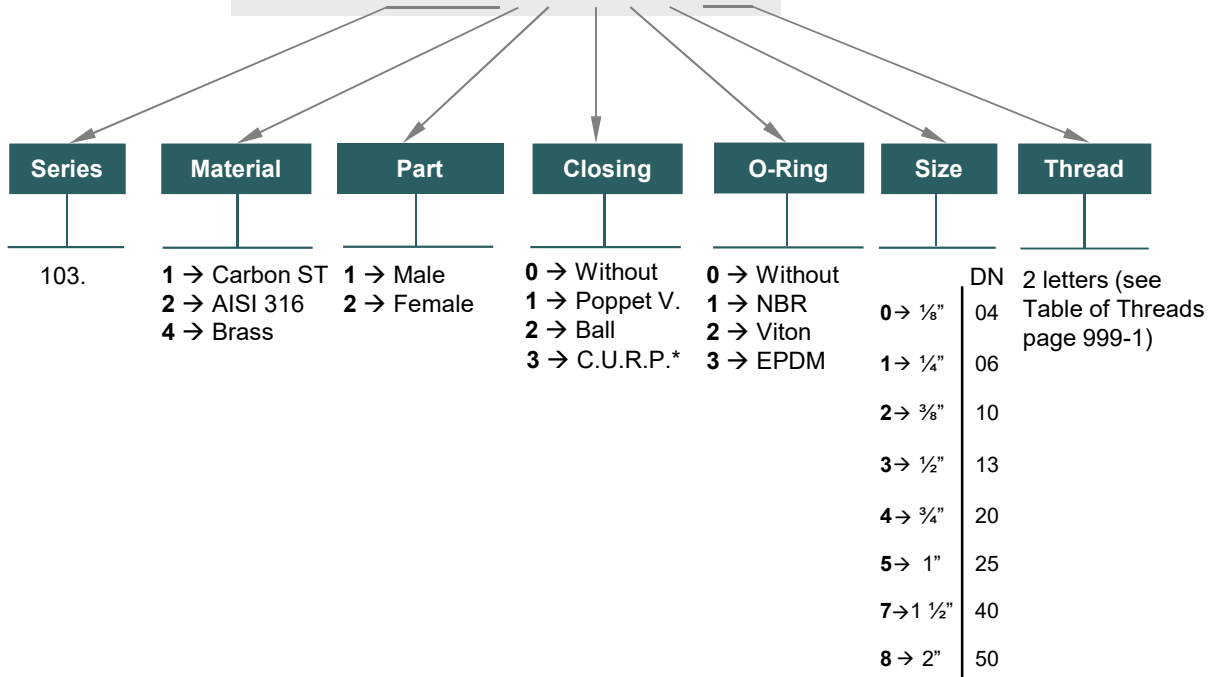 Series
Material
Part
Closing
O-Ring
Size
Thread
103.
1 → Carbon ST
2 → AISI 316
4 → Brass
1 → Male
2 → Female
0 → Without
1 → Poppet V.
2 → Ball
3 → C.U.R.P.*
0 → Without
1 → NBR
2 → Viton
3 → EPDM
DN
0→ ⅛” 04
1→ ¼” 06
2→ ⅜” 10
3→ ½” 13
4→ ¾” 20
5→ 1” 25
7→1 ½” 40
8 → 2” 50
2 letters (see
Table of Threads
page 999-1)